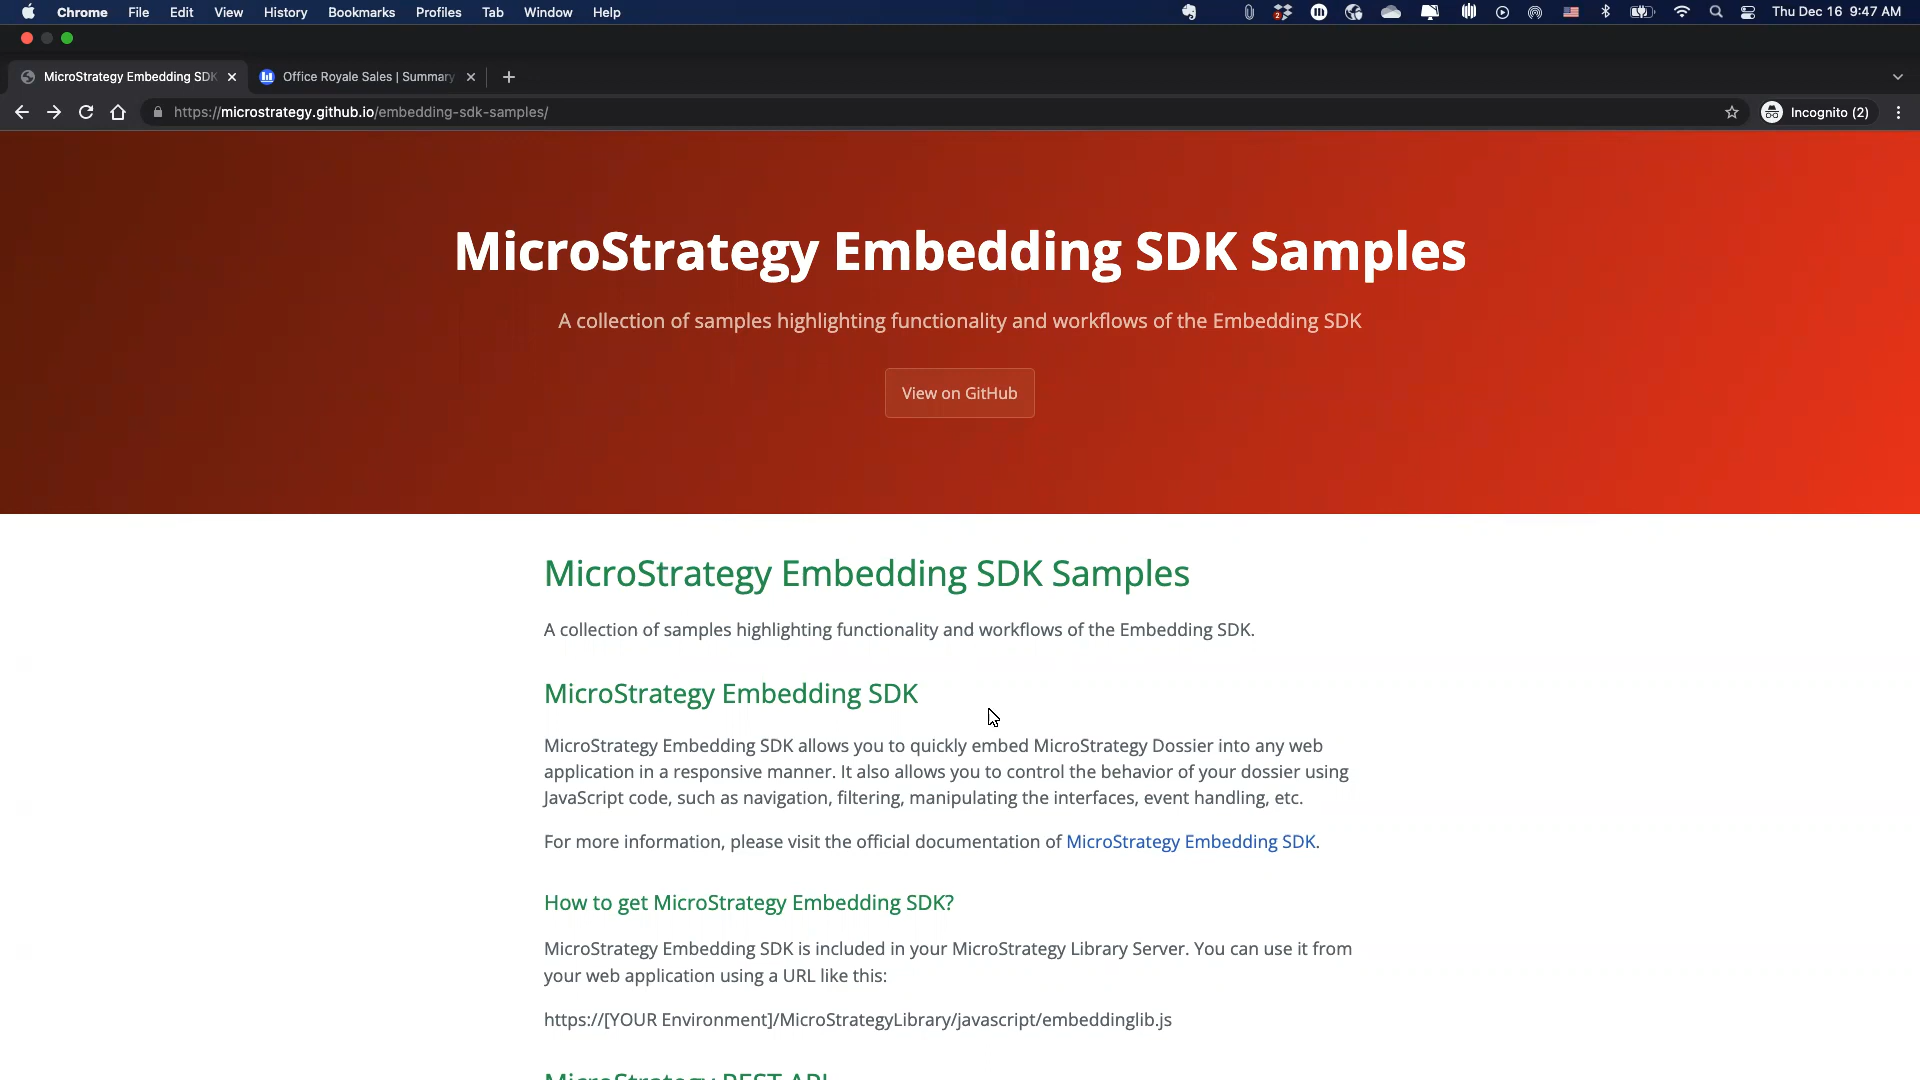 Chrome File Edit View History Bookmarks Profiles Tab Window Help 2 Thu Dec 16 9:47 AM
MicroStrategy Embedding SDK Office Royale Sales | Summary
https://microstrategy.github.io/embedding-sdk-samples/ Incognito (2)
MicroStrategy Embedding SDK Samples
A collection of samples highlighting functionality and workflows of the Embedding SDK
View on GitHub
MicroStrategy Embedding SDK Samples
A collection of samples highlighting functionality and workflows of the Embedding SDK.
MicroStrategy Embedding SDK
MicroStrategy Embedding SDK allows you to quickly embed MicroStrategy Dossier into any web
application in a responsive manner. It also allows you to control the behavior of your dossier using
JavaScript code, such as navigation, filtering, manipulating the interfaces, event handling, etc.
For more information, please visit the official documentation of MicroStrategy Embedding SDK.
How to get MicroStrategy Embedding SDK?
MicroStrategy Embedding SDK is included in your MicroStrategy Library Server. You can use it from
your web application using a URL like this:
https://[YOUR Environment]/MicroStrategyLibrary/javascript/embeddinglib.js
MicroStrategy REST API